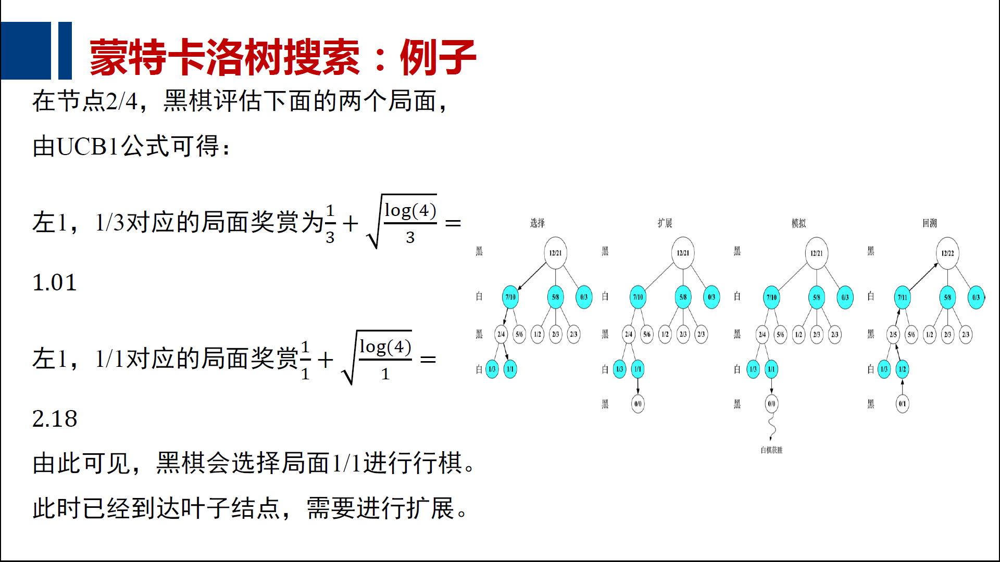 蒙特卡洛树搜索：例子
在节点2/4，黑棋评估下面的两个局面，
由UCB1公式可得：
左1，1/3对应的局面奖赏为1/3 + √(log(4)/3) =
1.01
左1，1/1对应的局面奖赏1/1 + √(log(4)/1) =
2.18
由此可见，黑棋会选择局面1/1进行行棋。
此时已经到达叶子结点，需要进行扩展。
选择
黑 12/21
白 7/10 5/8 0/3
黑 2/4 5/6 1/2 2/3 2/3
白 1/3 1/1
扩展
黑 12/21
白 7/10 5/8 0/3
黑 2/4 5/6 1/2 2/3 2/3
白 1/3 1/1
黑 0/0
模拟
黑 12/21
白 7/10 5/8 0/3
黑 2/4 5/6 1/2 2/3 2/3
白 1/3 1/1
黑 0/0
白棋获胜
回溯
黑 12/22
白 7/11 5/8 0/3
黑 2/5 5/6 1/2 2/3 2/3
白 1/3 1/2
黑 0/1